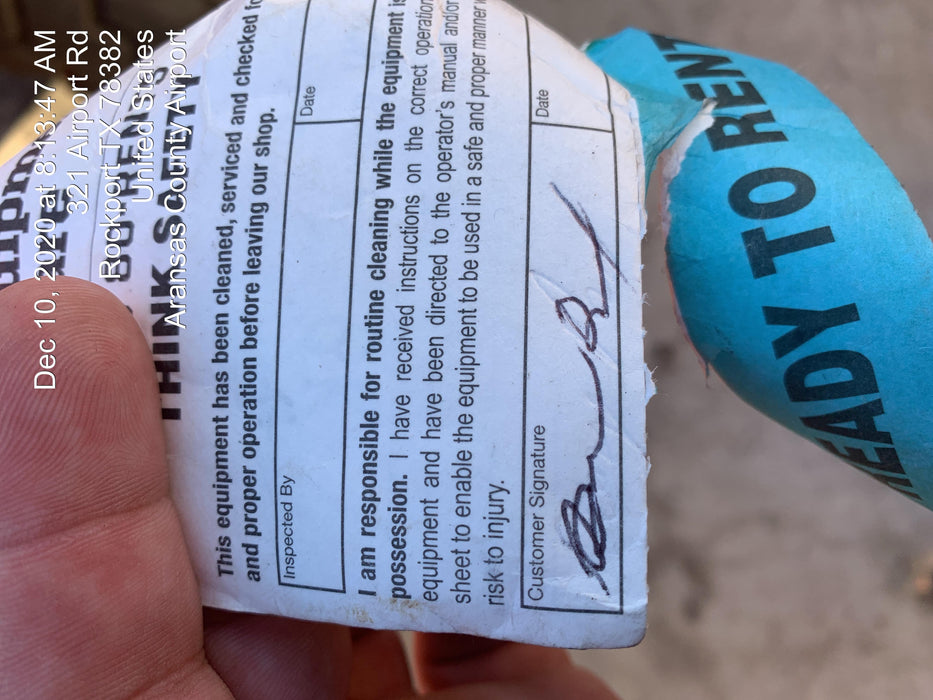 Dec 10, 2020 at 8:13:47 AM
321 Airport Rd
Rockport TX 78382
United States
Aransas County Airport
THINK SAFETY
This equipment has been cleaned, serviced and checked
and proper operation before leaving our shop.
Inspected By Date
I am responsible for routine cleaning while the equipment is
possession. I have received instructions on the correct operation
equipment and have been directed to the operator's manual and/or
sheet to enable the equipment to be used in a safe and proper manner
risk to injury.
Customer Signature Date
READY TO RENT